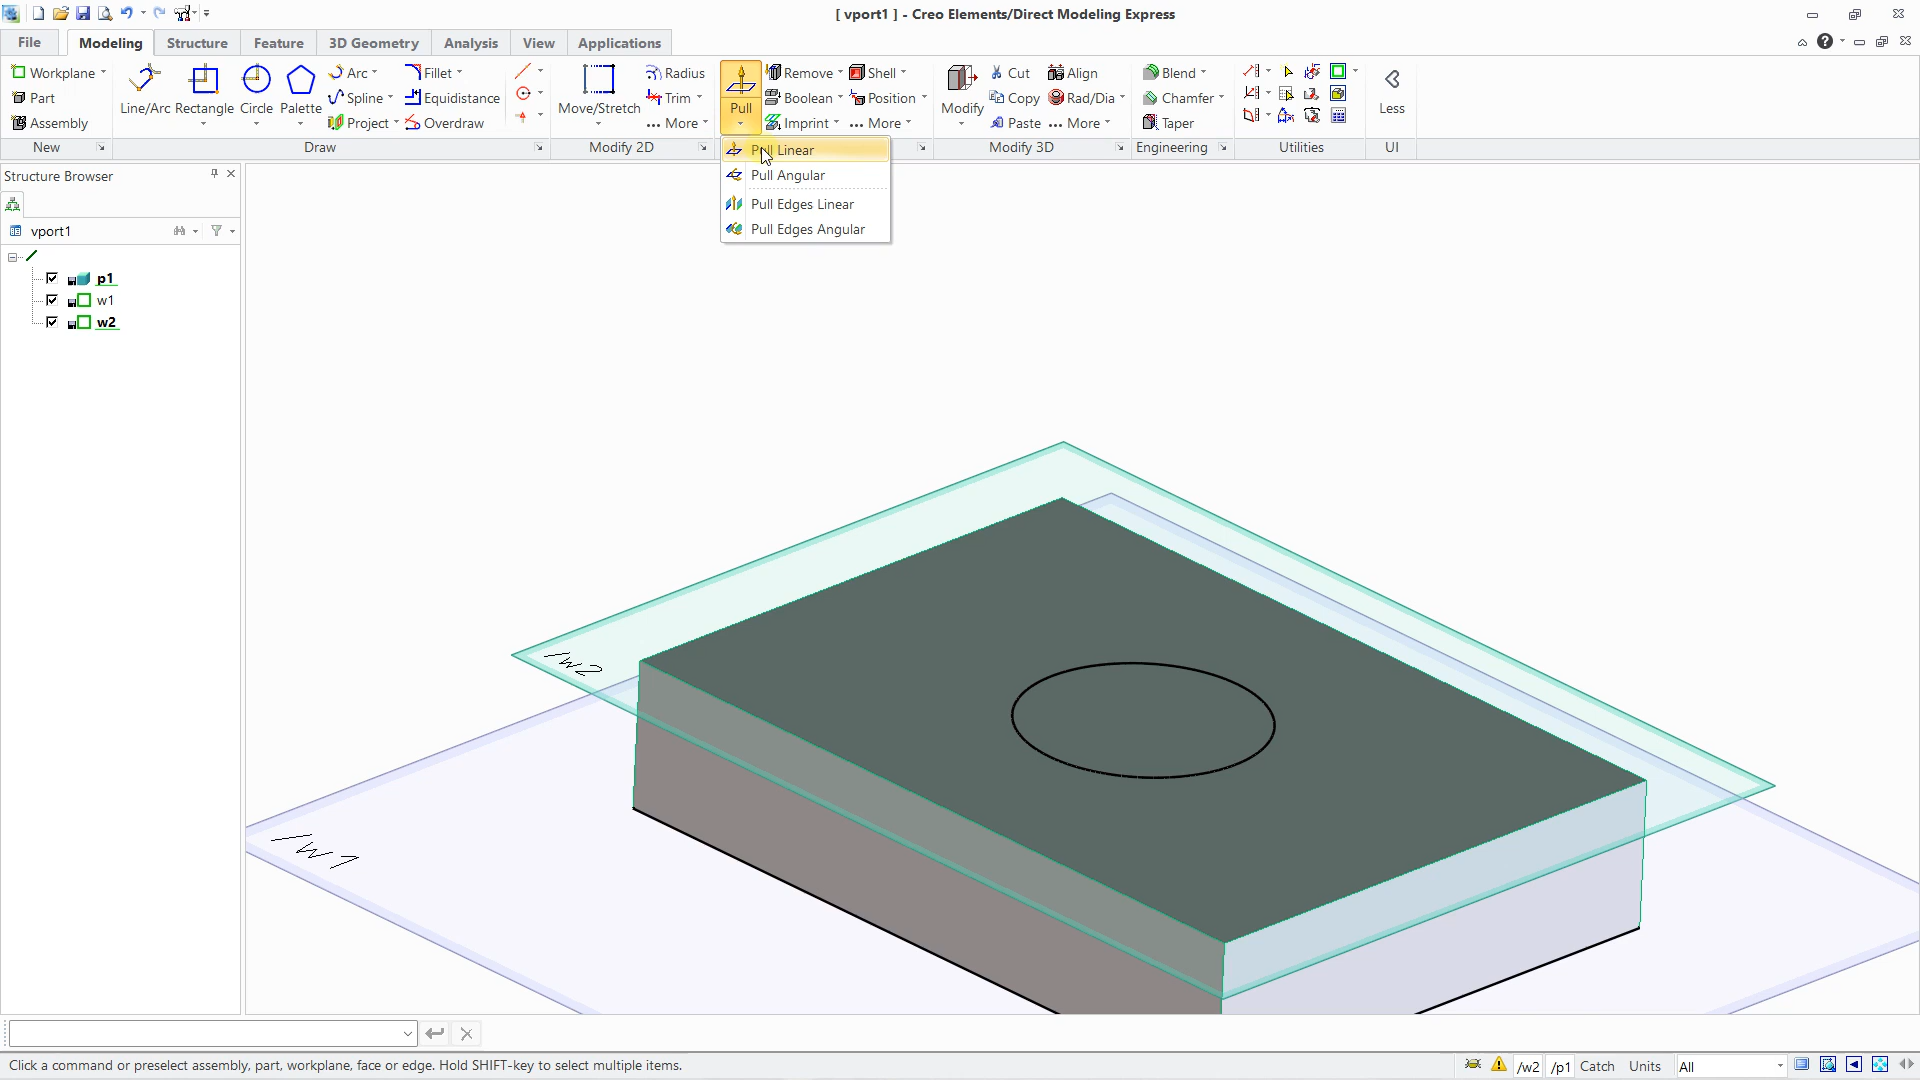 [ vport1 ] - Creo Elements/Direct Modeling Express
File Modeling Structure Feature 3D Geometry Analysis View Applications
Workplane
Part
Assembly
New
Line/Arc Rectangle Circle Palette
Arc
Spline
Project
Fillet
Equidistance
Overdraw
Draw
Move/Stretch
Radius
Trim
More
Modify 2D
Pull
Remove
Boolean
Imprint
Shell
Position
More
Modify
Cut
Copy
Paste
Align
Rad/Dia
More
Modify 3D
Blend
Chamfer
Taper
Engineering
Utilities
Less
UI
Pull Linear
Pull Angular
Pull Edges Linear
Pull Edges Angular
Structure Browser
vport1
p1
w1
w2
/w2
/w1
Click a command or preselect assembly, part, workplane, face or edge. Hold SHIFT-key to select multiple items.
/w2 /p1 Catch Units All